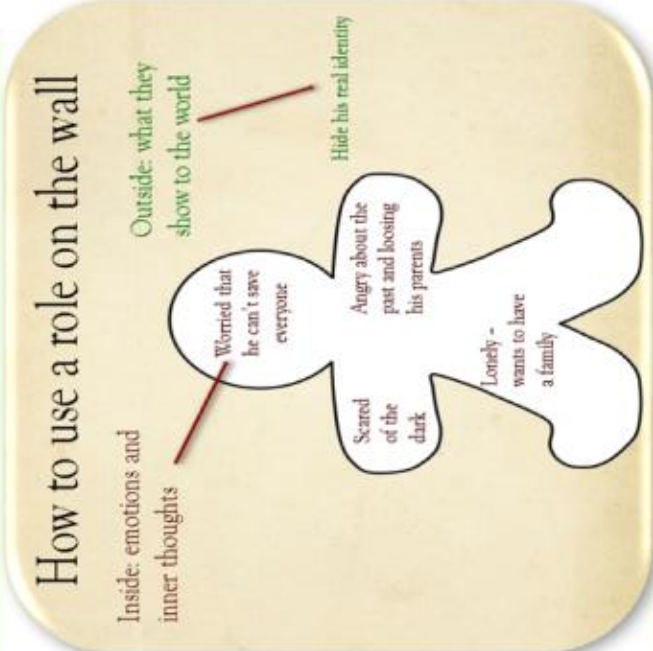 How to use a role on the wall
Inside: emotions and
inner thoughts
Outside: what they
show to the world
Worried that
he can't save
everyone
Hide his real identity
Scared
of the
dark
Angry about the
past and loosing
his parents
Lonely -
wants to have
a family